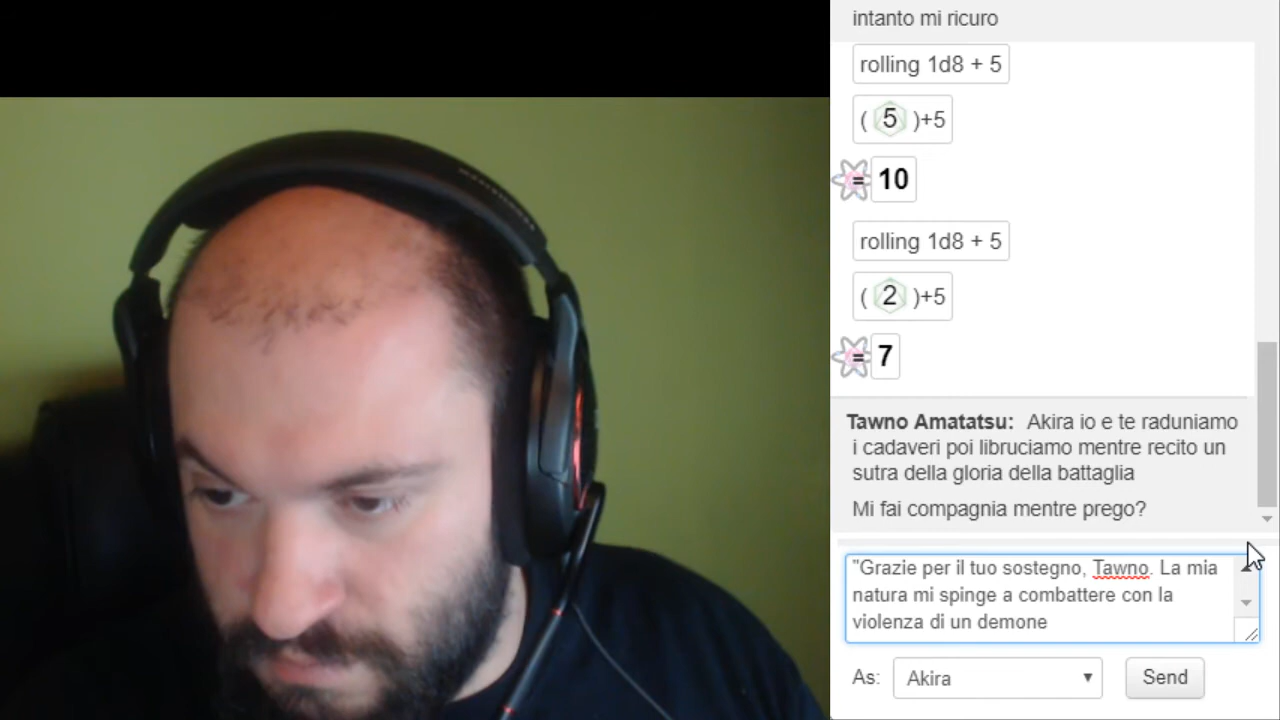 intanto mi ricuro
rolling 1d8 + 5
( 5 )+5
= 10
rolling 1d8 + 5
( 2 )+5
= 7
Tawno Amatatsu: Akira io e te raduniamo
i cadaveri poi libruciamo mentre recito un
sutra della gloria della battaglia
Mi fai compagnia mentre prego?
"Grazie per il tuo sostegno, Tawno. La mia
natura mi spinge a combattere con la
violenza di un demone
As: Akira Send